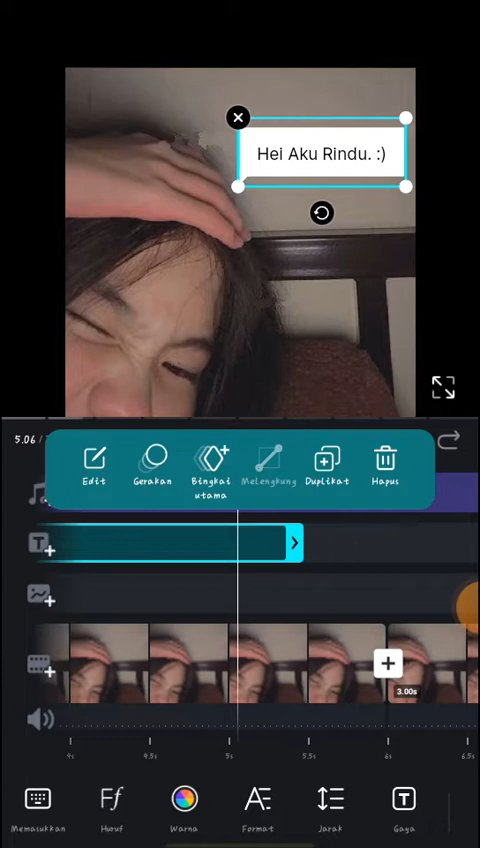 Hei Aku Rindu. :)
5.06 /
Edit
Gerakan
Bingkai
utama
Melengkung
Duplikat
Hapus
T
3.00s
4s
4.5s
5s
5.5s
6s
6.5s
Ff
T
Memasukkan
Huruf
Warna
Format
Jarak
Gaya